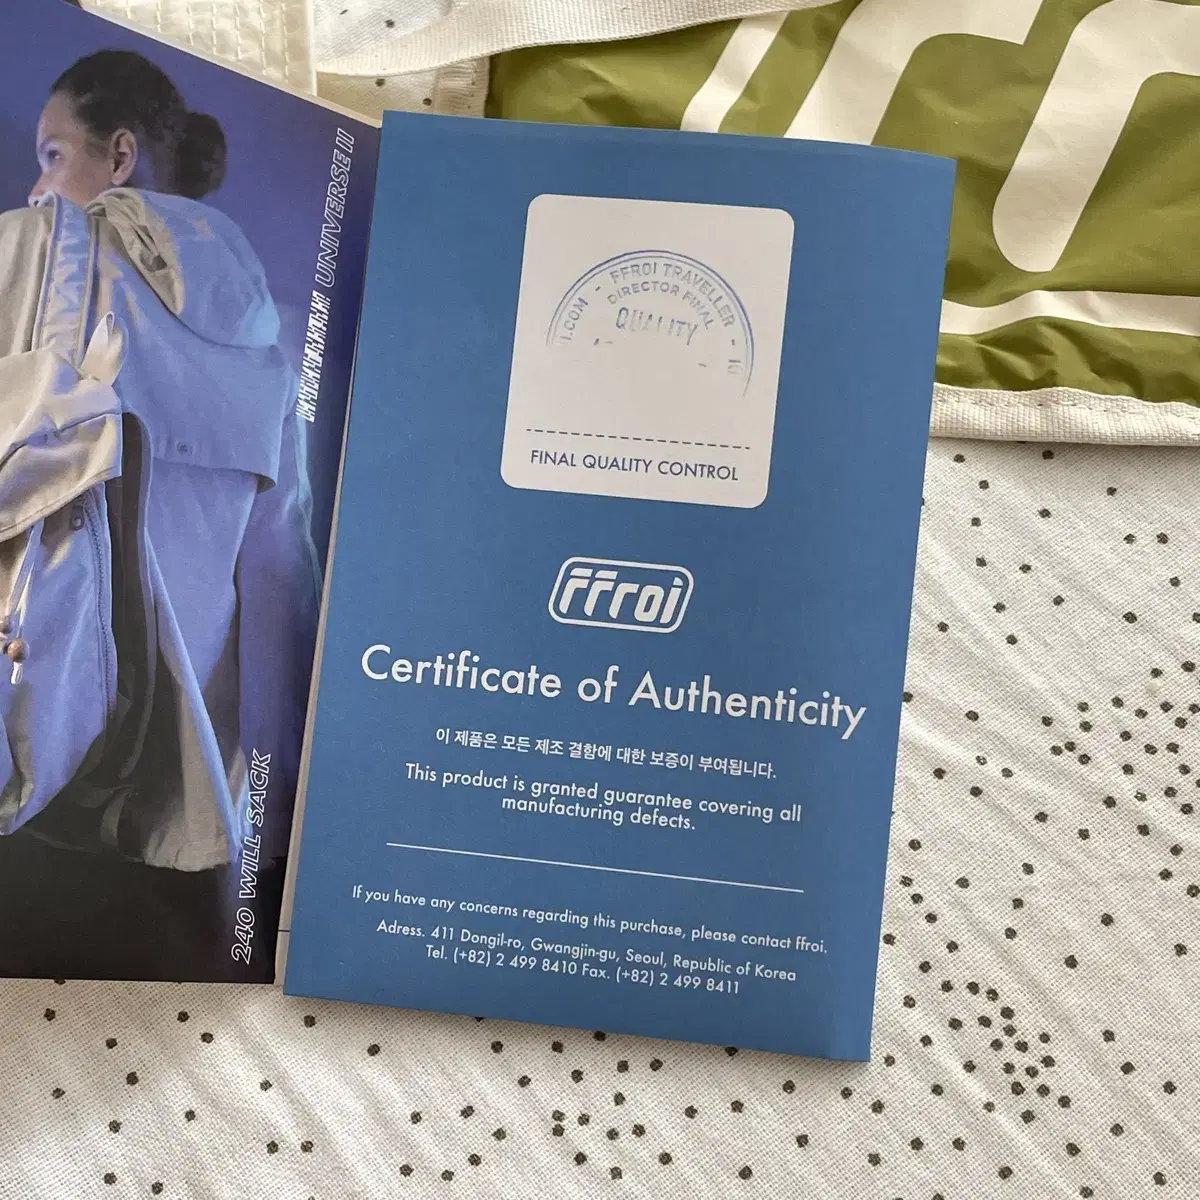 UNIVERSE II
240 WILL SACK
.COM - FFROI TRAVELLER -
DIRECTOR FINAL
QUALITY
FINAL QUALITY CONTROL
ffroi
Certificate of Authenticity
이 제품은 모든 제조 결함에 대한 보증이 부여됩니다.
This product is granted guarantee covering all
manufacturing defects.
If you have any concerns regarding this purchase, please contact ffroi.
Adress. 411 Dongil-ro, Gwangjin-gu, Seoul, Republic of Korea
Tel. (+82) 2 499 8410 Fax. (+82) 2 499 8411